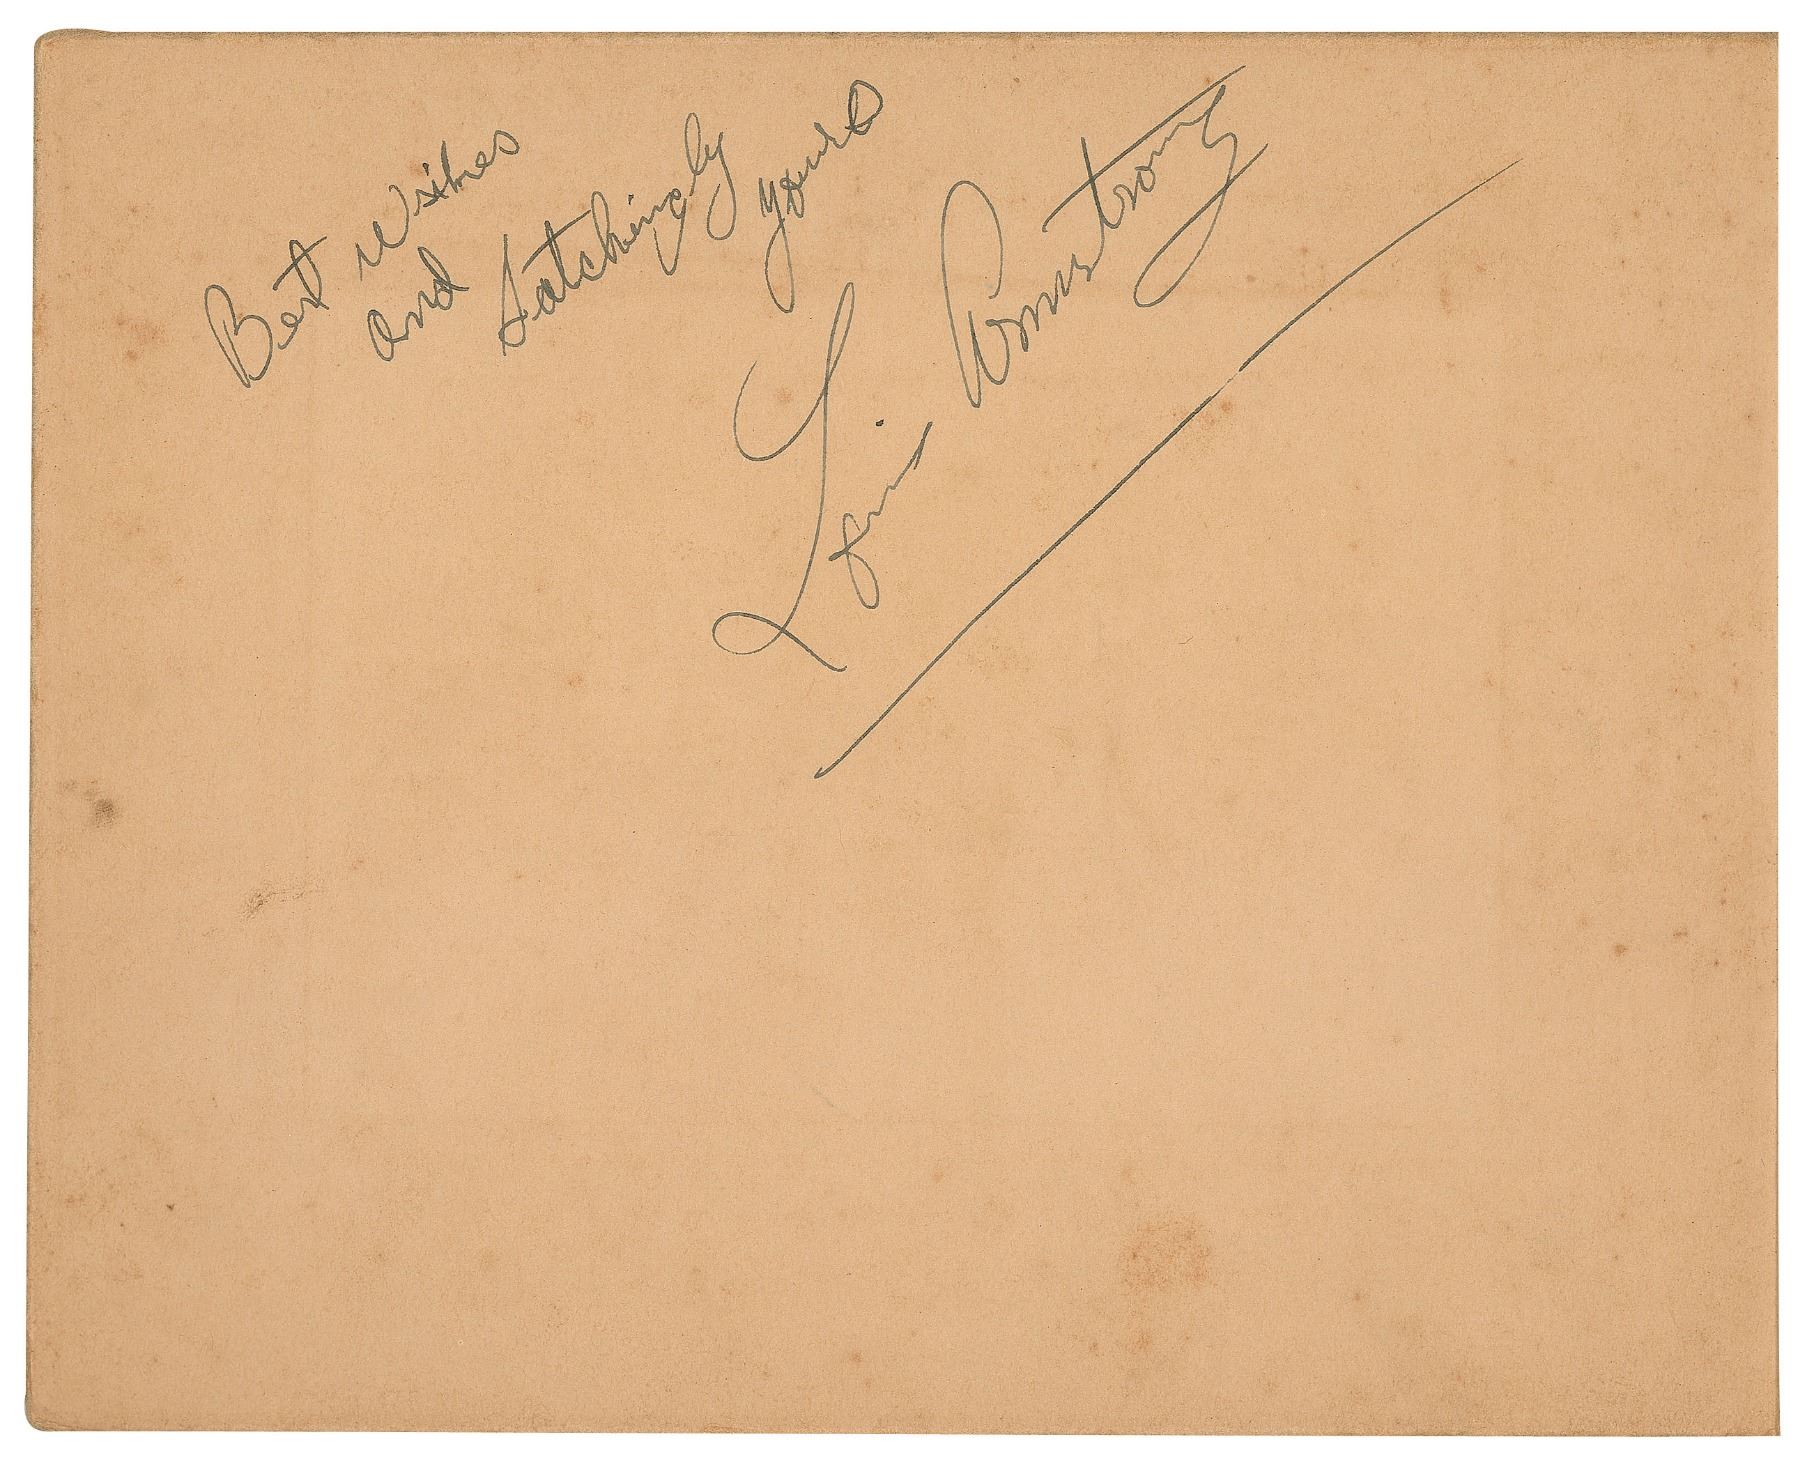 Best Wishes
and Satchingly yours
Louis Armstrong